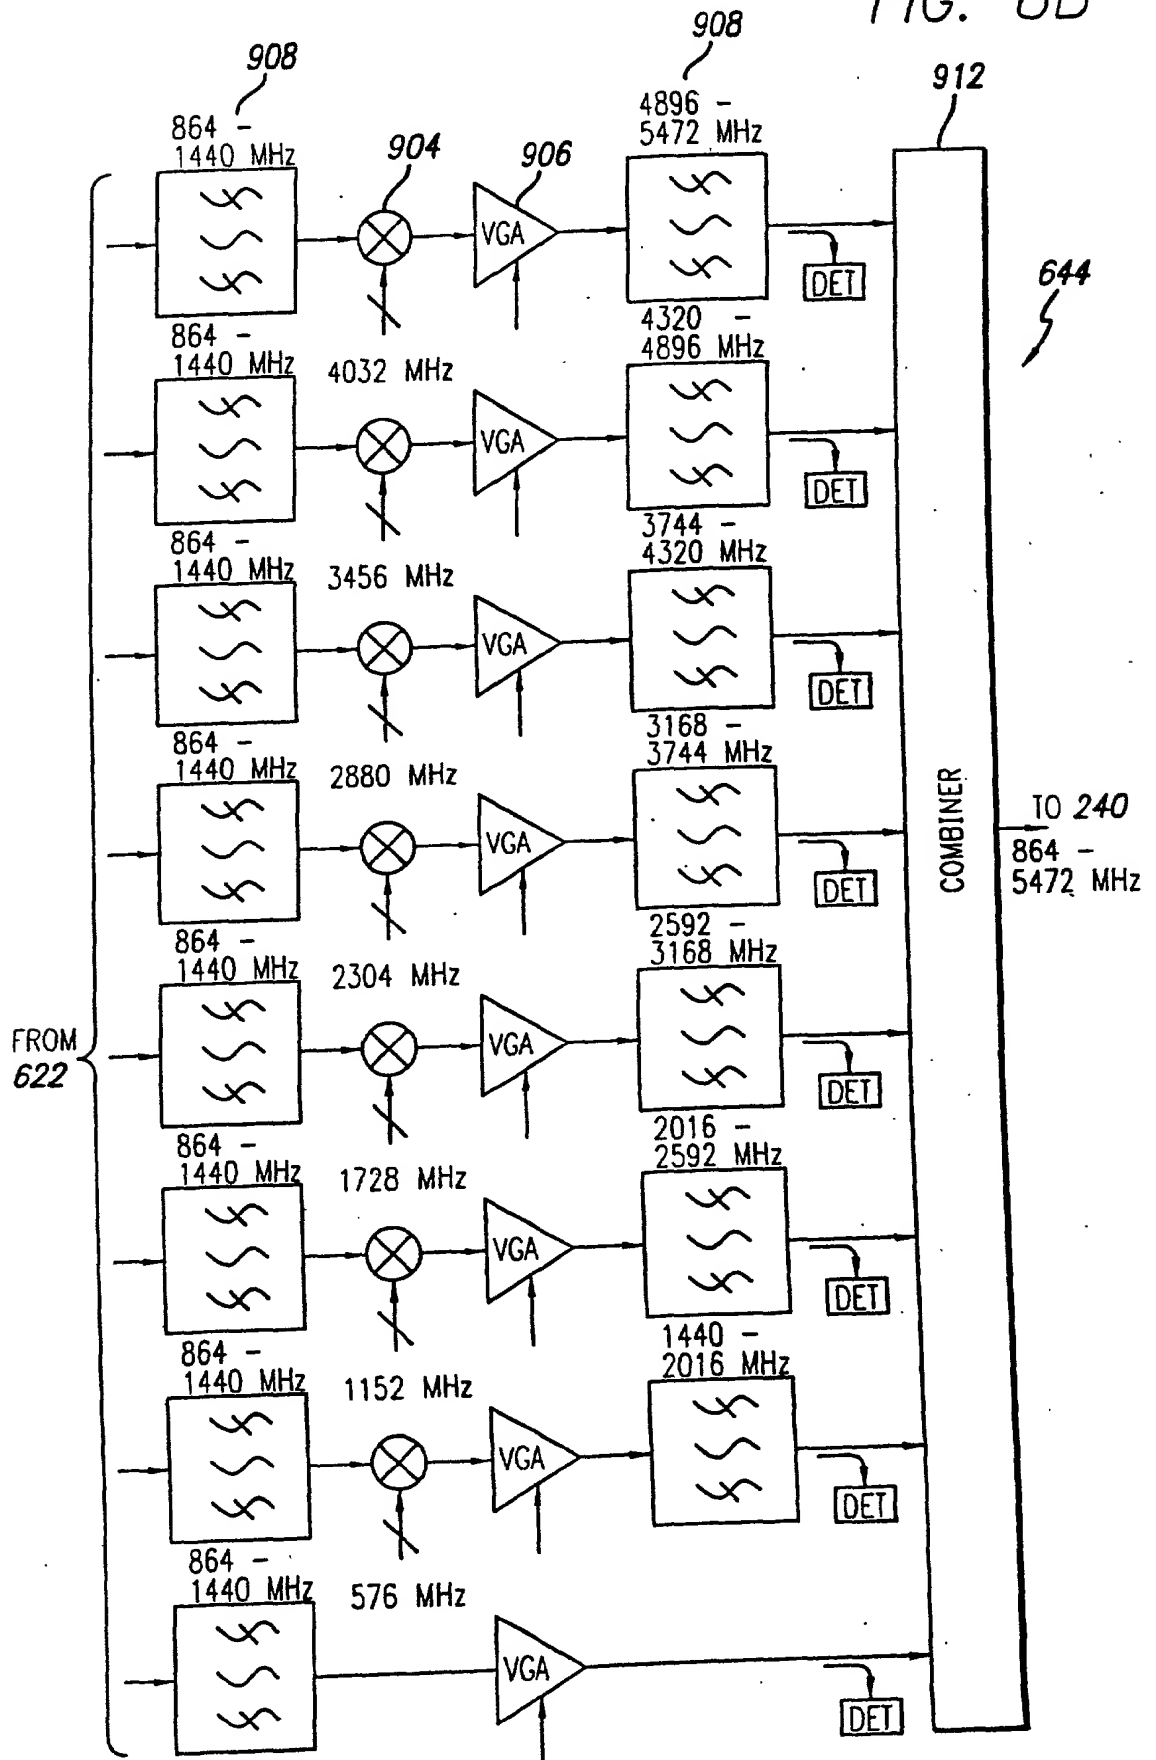 FIG.
908
908
912
864 -
1440 MHz
904
906
4896 -
5472 MHz
VGA
DET
644
864 -
1440 MHz
4032 MHz
4320 -
4896 MHz
VGA
DET
864 -
1440 MHz
3456 MHz
3744 -
4320 MHz
VGA
DET
864 -
1440 MHz
2880 MHz
3168 -
3744 MHz
VGA
DET
COMBINER
TO 240
864 -
5472 MHz
864 -
1440 MHz
2304 MHz
2592 -
3168 MHz
FROM
622
VGA
DET
864 -
1440 MHz
1728 MHz
2016 -
2592 MHz
VGA
DET
864 -
1440 MHz
1152 MHz
1440 -
2016 MHz
VGA
DET
864 -
1440 MHz
576 MHz
VGA
DET